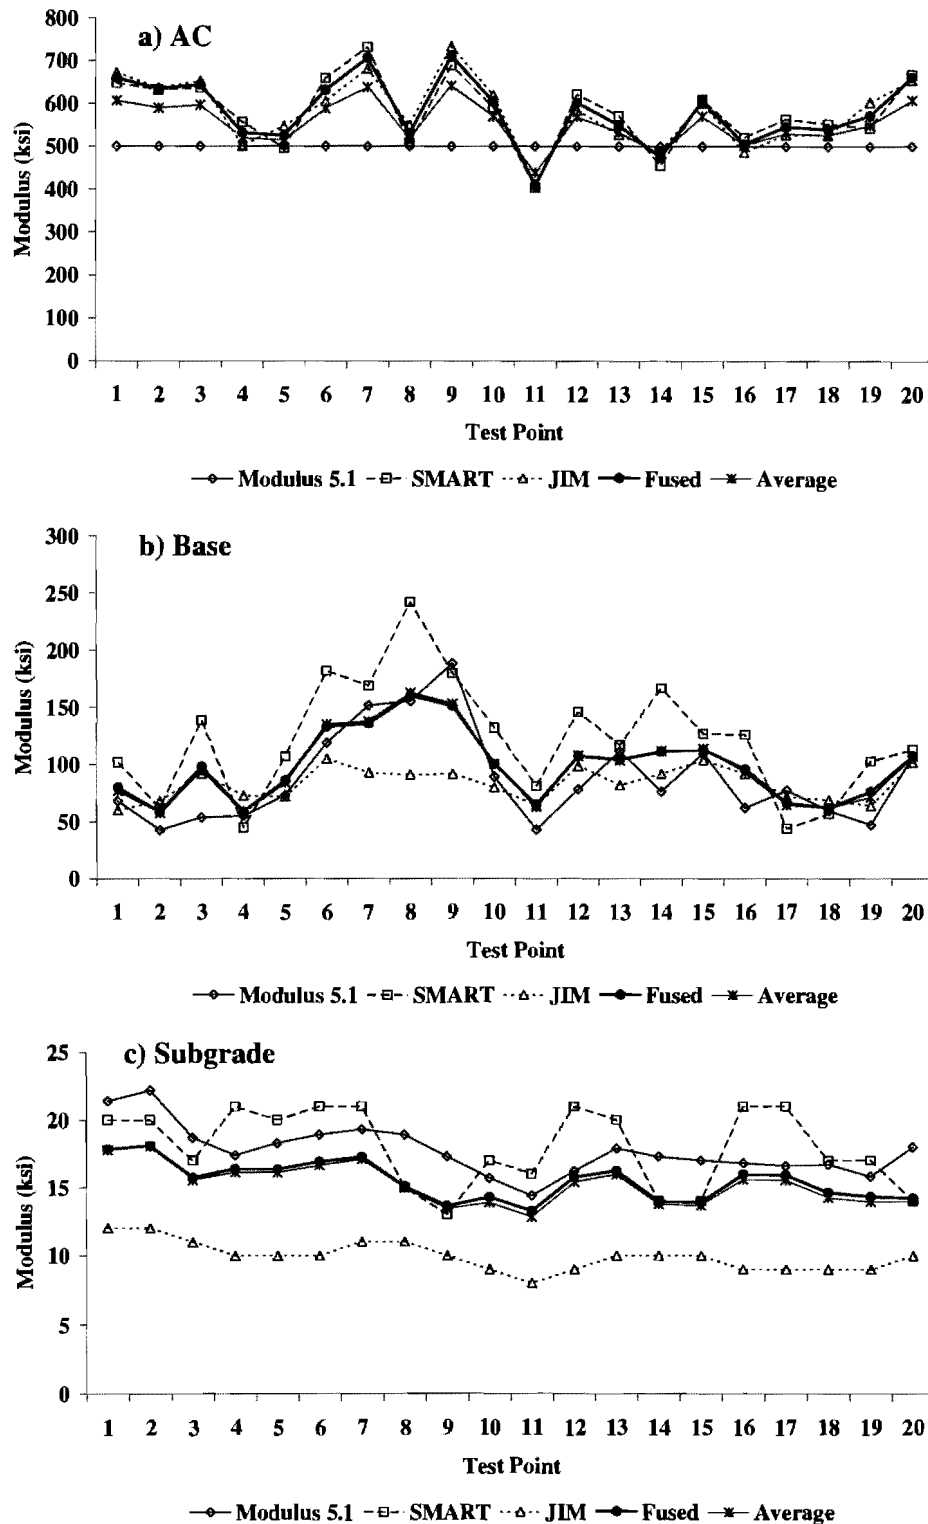 a) AC
800
700
600
500
400
300
200
100
0
Modulus (ksi)
1 2 3 4 5 6 7 8 9 10 11 12 13 14 15 16 17 18 19 20
Test Point
Modulus 5.1 SMART JIM Fused Average
b) Base
300
250
200
150
100
50
0
Modulus (ksi)
1 2 3 4 5 6 7 8 9 10 11 12 13 14 15 16 17 18 19 20
Test Point
Modulus 5.1 SMART JIM Fused Average
c) Subgrade
25
20
15
10
5
0
Modulus (ksi)
1 2 3 4 5 6 7 8 9 10 11 12 13 14 15 16 17 18 19 20
Test Point
Modulus 5.1 SMART JIM Fused Average